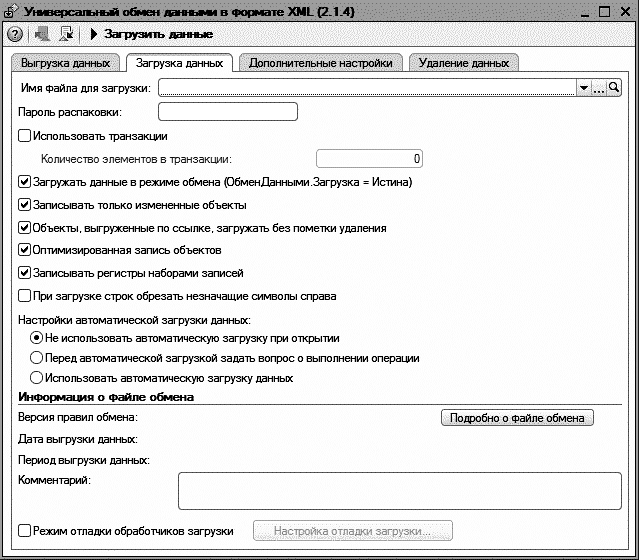 Универсальный обмен данными в формате XML (2.1.4)
Загрузить данные
Выгрузка данных Загрузка данных Дополнительные настройки Удаление данных
Имя файла для загрузки: ...
Пароль распаковки:
Использовать транзакции
Количество элементов в транзакции: 0
Загружать данные в режиме обмена (ОбменДанными.Загрузка = Истина)
Записывать только измененные объекты
Объекты, выгруженные по ссылке, загружать без пометки удаления
Оптимизированная запись объектов
Записывать регистры наборами записей
При загрузке строк обрезать незначащие символы справа
Настройки автоматической загрузки данных:
Не использовать автоматическую загрузку при открытии
Перед автоматической загрузкой задать вопрос о выполнении операции
Использовать автоматическую загрузку данных
Информация о файле обмена
Версия правил обмена: Подробно о файле обмена
Дата выгрузки данных:
Период выгрузки данных:
Комментарий:
Режим отладки обработчиков загрузки Настройка отладки загрузки...